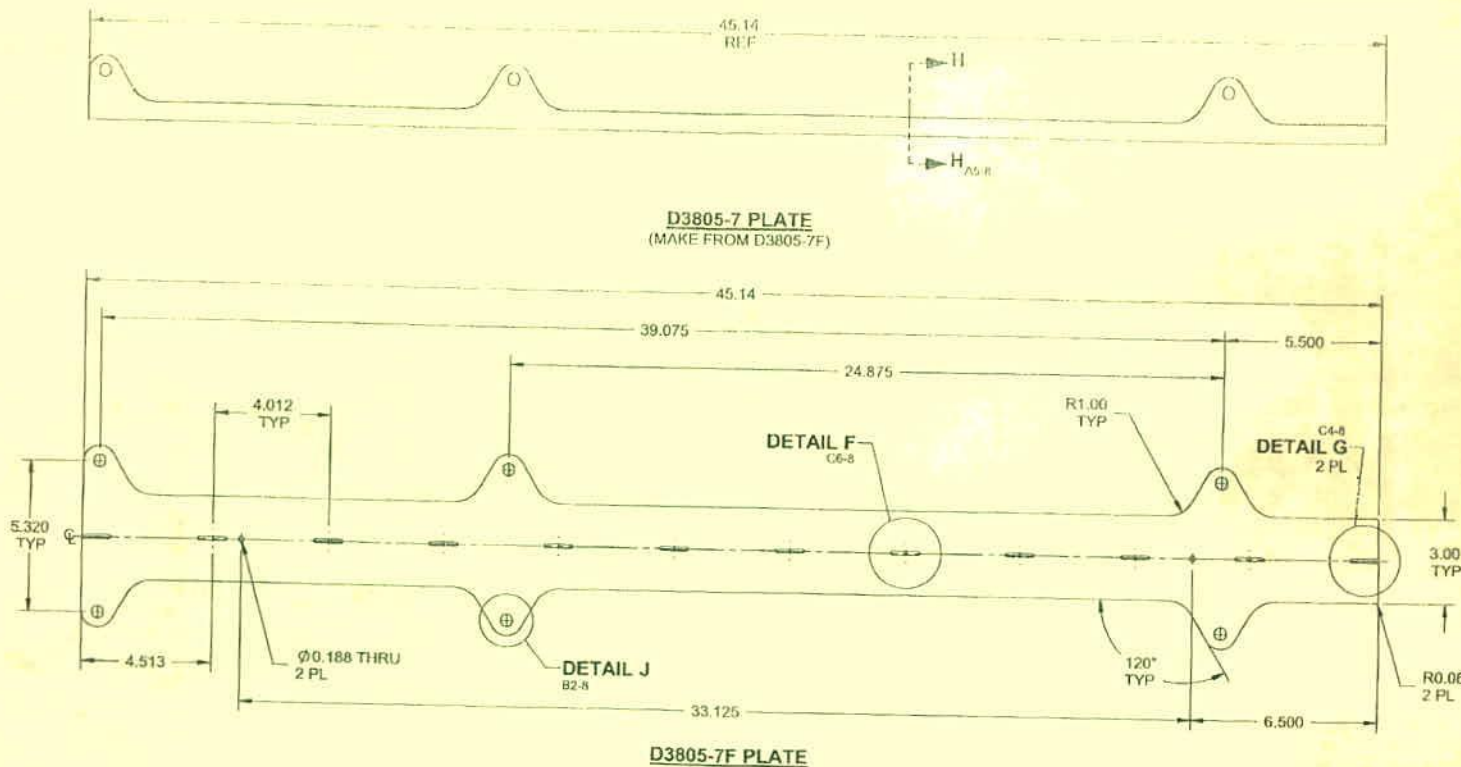 45.14
REF
H
H A5-8
D3805-7 PLATE
(MAKE FROM D3805-7F)
45.14
39.075
5.500
24.875
4.012
TYP
R1.00
TYP
DETAIL F
C6-8
C4-8
DETAIL G
2 PL
5.320
TYP
℄
3.00
TYP
4.513
Ø0.188 THRU
2 PL
DETAIL J
B2-8
120°
TYP
R0.06
2 PL
33.125
6.500
D3805-7F PLATE